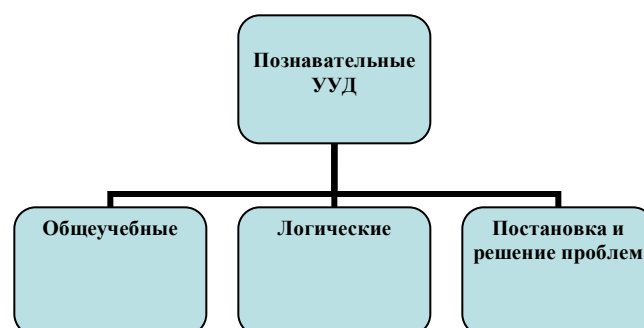 Познавательные
УУД
Общеучебные
Логические
Постановка и
решение проблем